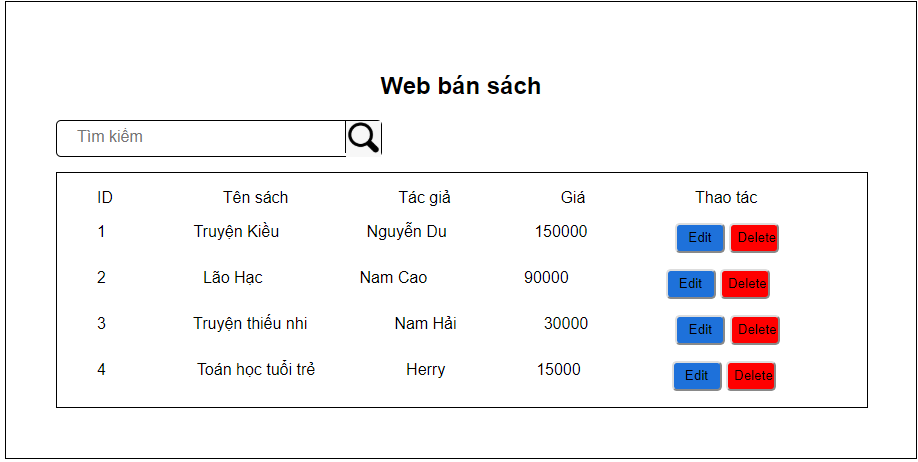 Web bán sách
Tìm kiếm
ID Tên sách Tác giả Giá Thao tác
1 Truyện Kiều Nguyễn Du 150000 Edit Delete
2 Lão Hạc Nam Cao 90000 Edit Delete
3 Truyện thiếu nhi Nam Hải 30000 Edit Delete
4 Toán học tuổi trẻ Herry 15000 Edit Delete